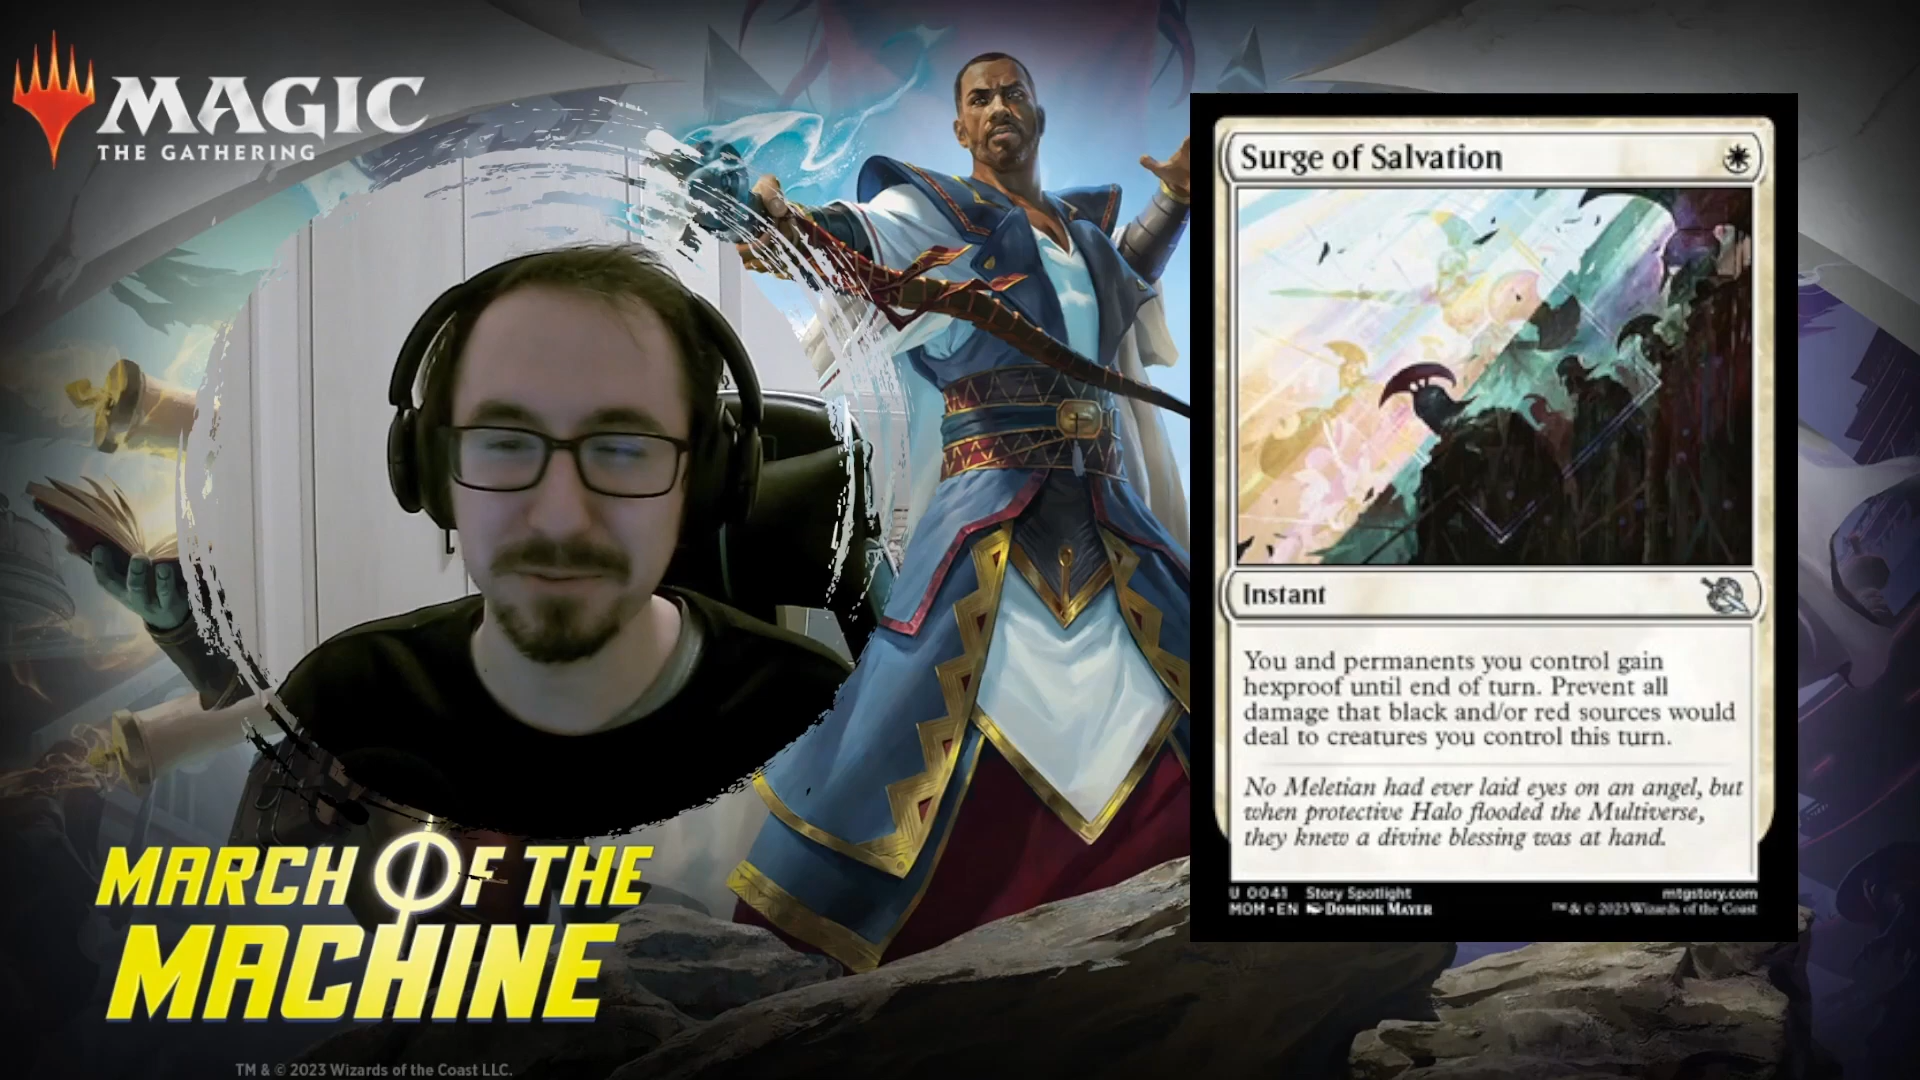 MAGIC
THE GATHERING
Surge of Salvation
Instant
You and permanents you control gain
hexproof until end of turn. Prevent all
damage that black and/or red sources would
deal to creatures you control this turn.
No Meletian had ever laid eyes on an angel, but
when protective Halo flooded the Multiverse,
they knew a divine blessing was at hand.
U 0041 Story Spotlight mtgstory.com
MOM • EN DOMINIK MAYER ™ & © 2023 Wizards of the Coast
MARCH OF THE
MACHINE
TM & © 2023 Wizards of the Coast LLC.